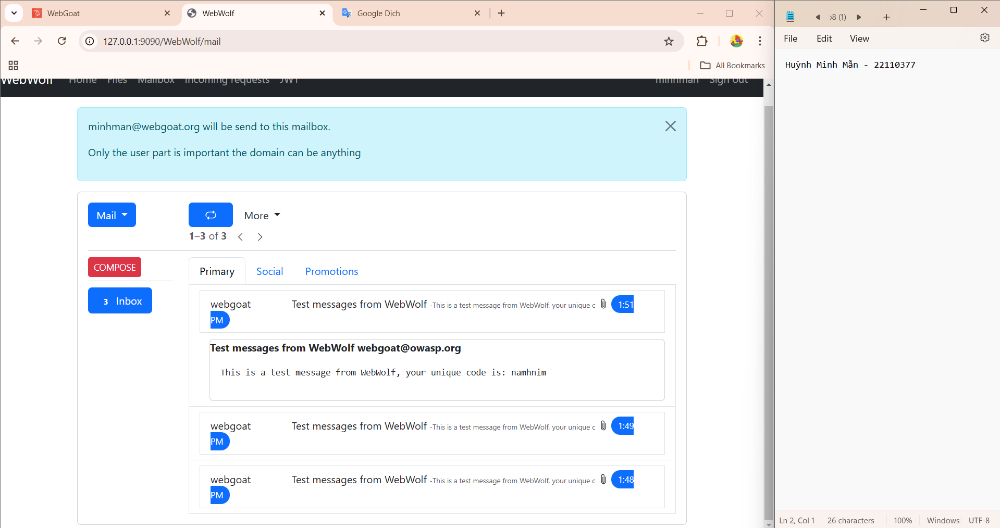 WebGoat
WebWolf
Google Dịch
127.0.0.1:9090/WebWolf/mail
All Bookmarks
WebWolf Home Files Mailbox Incoming requests JWT minhman Sign out
minhman@webgoat.org will be send to this mailbox.
Only the user part is important the domain can be anything
Mail
More
1–3 of 3
COMPOSE
3 Inbox
Primary Social Promotions
webgoat Test messages from WebWolf -This is a test message from WebWolf, your unique c 1:51
PM
Test messages from WebWolf webgoat@owasp.org
This is a test message from WebWolf, your unique code is: namhnim
webgoat Test messages from WebWolf -This is a test message from WebWolf, your unique c 1:49
PM
webgoat Test messages from WebWolf -This is a test message from WebWolf, your unique c 1:48
PM
File Edit View
Huỳnh Minh Mẫn - 22110377
Ln 2, Col 1 26 characters 100% Windows UTF-8